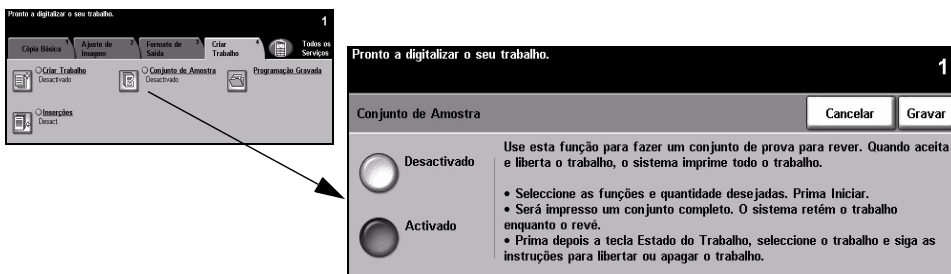 Pronto a digitalizar o seu trabalho.
1
Cópia Básica 1
Ajuste de Imagem 2
Formato de Saída 3
Criar Trabalho 4
Todos os Serviços
Criar Trabalho
Desactivado
Conjunto de Amostra
Desactivado
Programação Gravada
Inserções
Desact
Pronto a digitalizar o seu trabalho.
1
Conjunto de Amostra
Cancelar
Gravar
Desactivado
Activado
Use esta função para fazer um conjunto de prova para rever. Quando aceita
e liberta o trabalho, o sistema imprime todo o trabalho.
• Seleccione as funções e quantidade desejadas. Prima Iniciar.
• Será impresso um conjunto completo. O sistema retém o trabalho
enquanto o revê.
• Prima depois a tecla Estado do Trabalho, seleccione o trabalho e siga as
instruções para libertar ou apagar o trabalho.